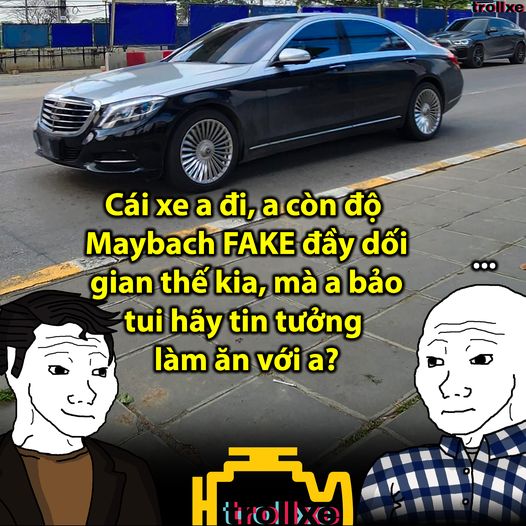 trollxe
Cái xe a đi, a còn độ
Maybach FAKE đầy dối
gian thế kia, mà a bảo
tui hãy tin tưởng
làm ăn với a?
...
trollxe